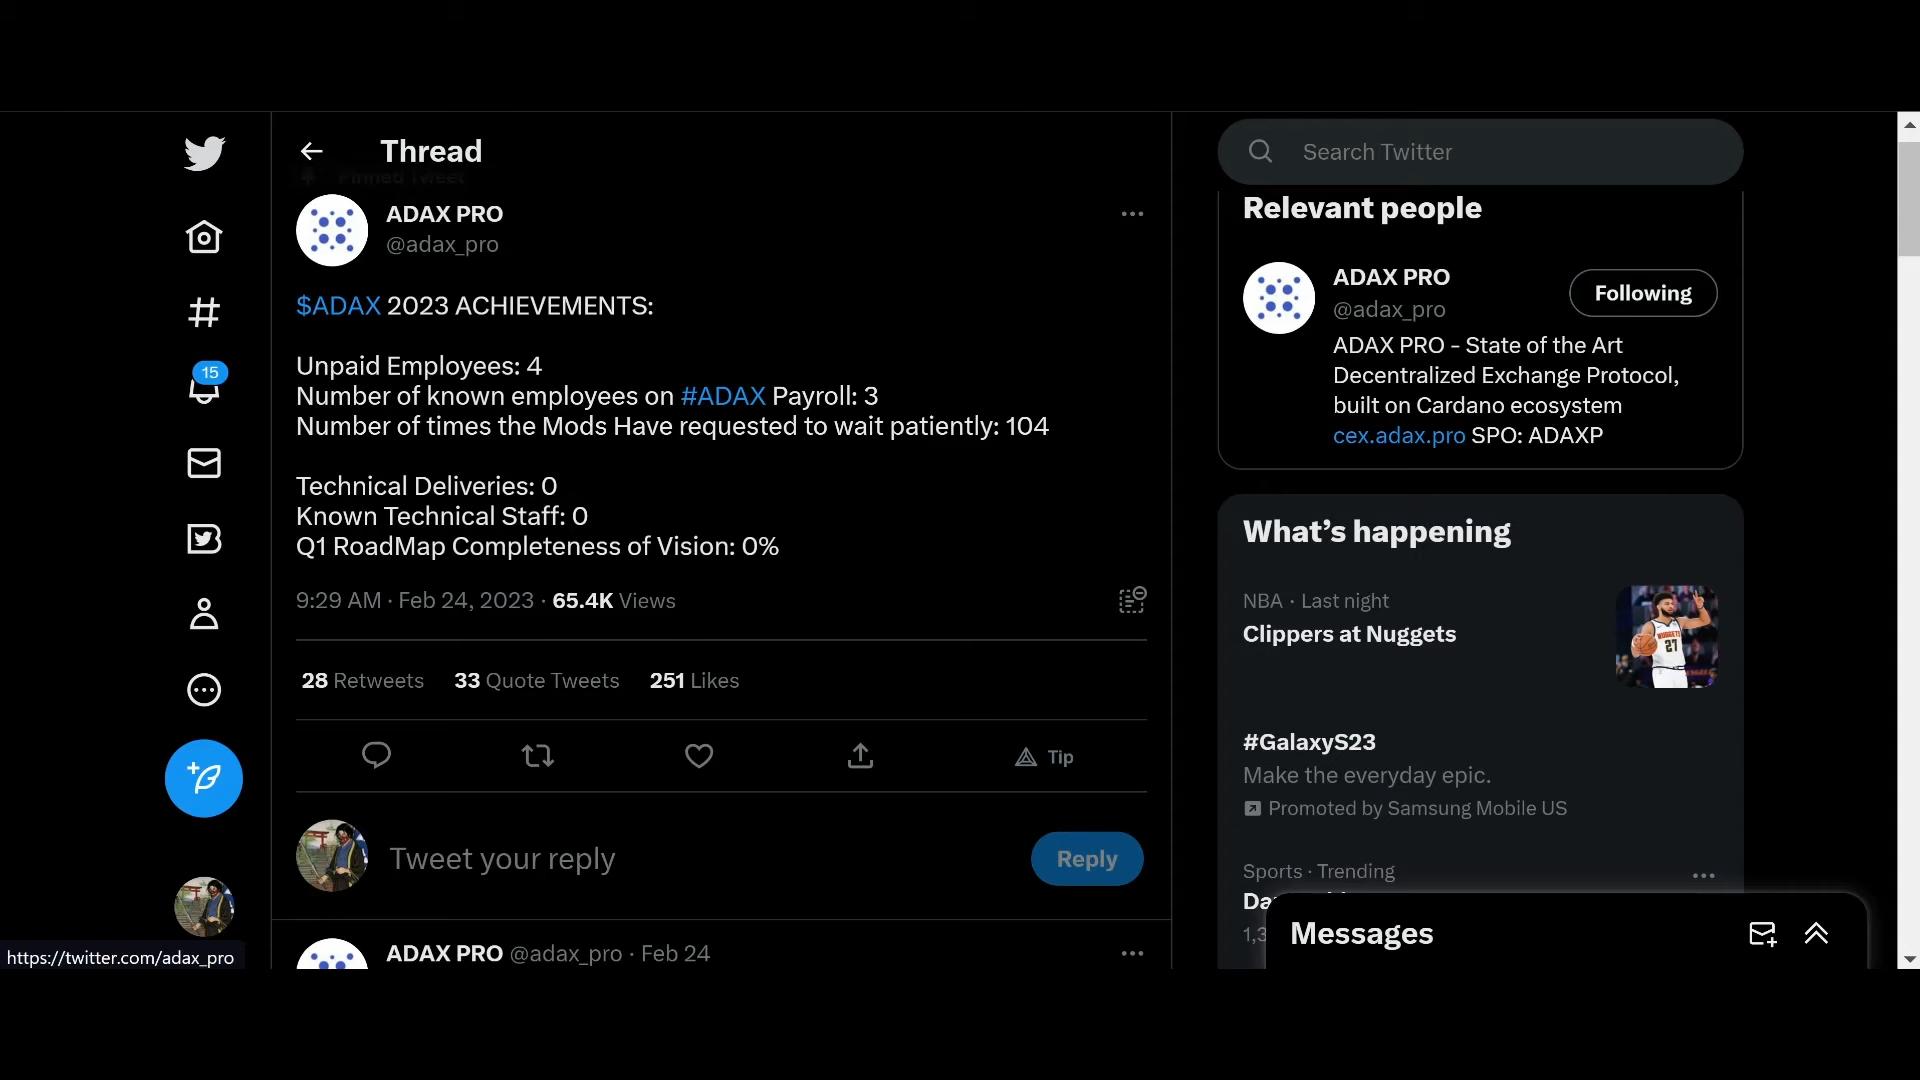 Thread
Pinned Tweet
ADAX PRO
@adax_pro
$ADAX 2023 ACHIEVEMENTS:
Unpaid Employees: 4
Number of known employees on #ADAX Payroll: 3
Number of times the Mods Have requested to wait patiently: 104
Technical Deliveries: 0
Known Technical Staff: 0
Q1 RoadMap Completeness of Vision: 0%
9:29 AM · Feb 24, 2023 · 65.4K Views
28 Retweets 33 Quote Tweets 251 Likes
Tip
Tweet your reply
Reply
ADAX PRO @adax_pro · Feb 24
15
https://twitter.com/adax_pro
Search Twitter
Relevant people
ADAX PRO
@adax_pro
Following
ADAX PRO - State of the Art
Decentralized Exchange Protocol,
built on Cardano ecosystem
cex.adax.pro SPO: ADAXP
What's happening
NBA · Last night
Clippers at Nuggets
NUGGETS
27
#GalaxyS23
Make the everyday epic.
Promoted by Samsung Mobile US
Sports · Trending
Messages